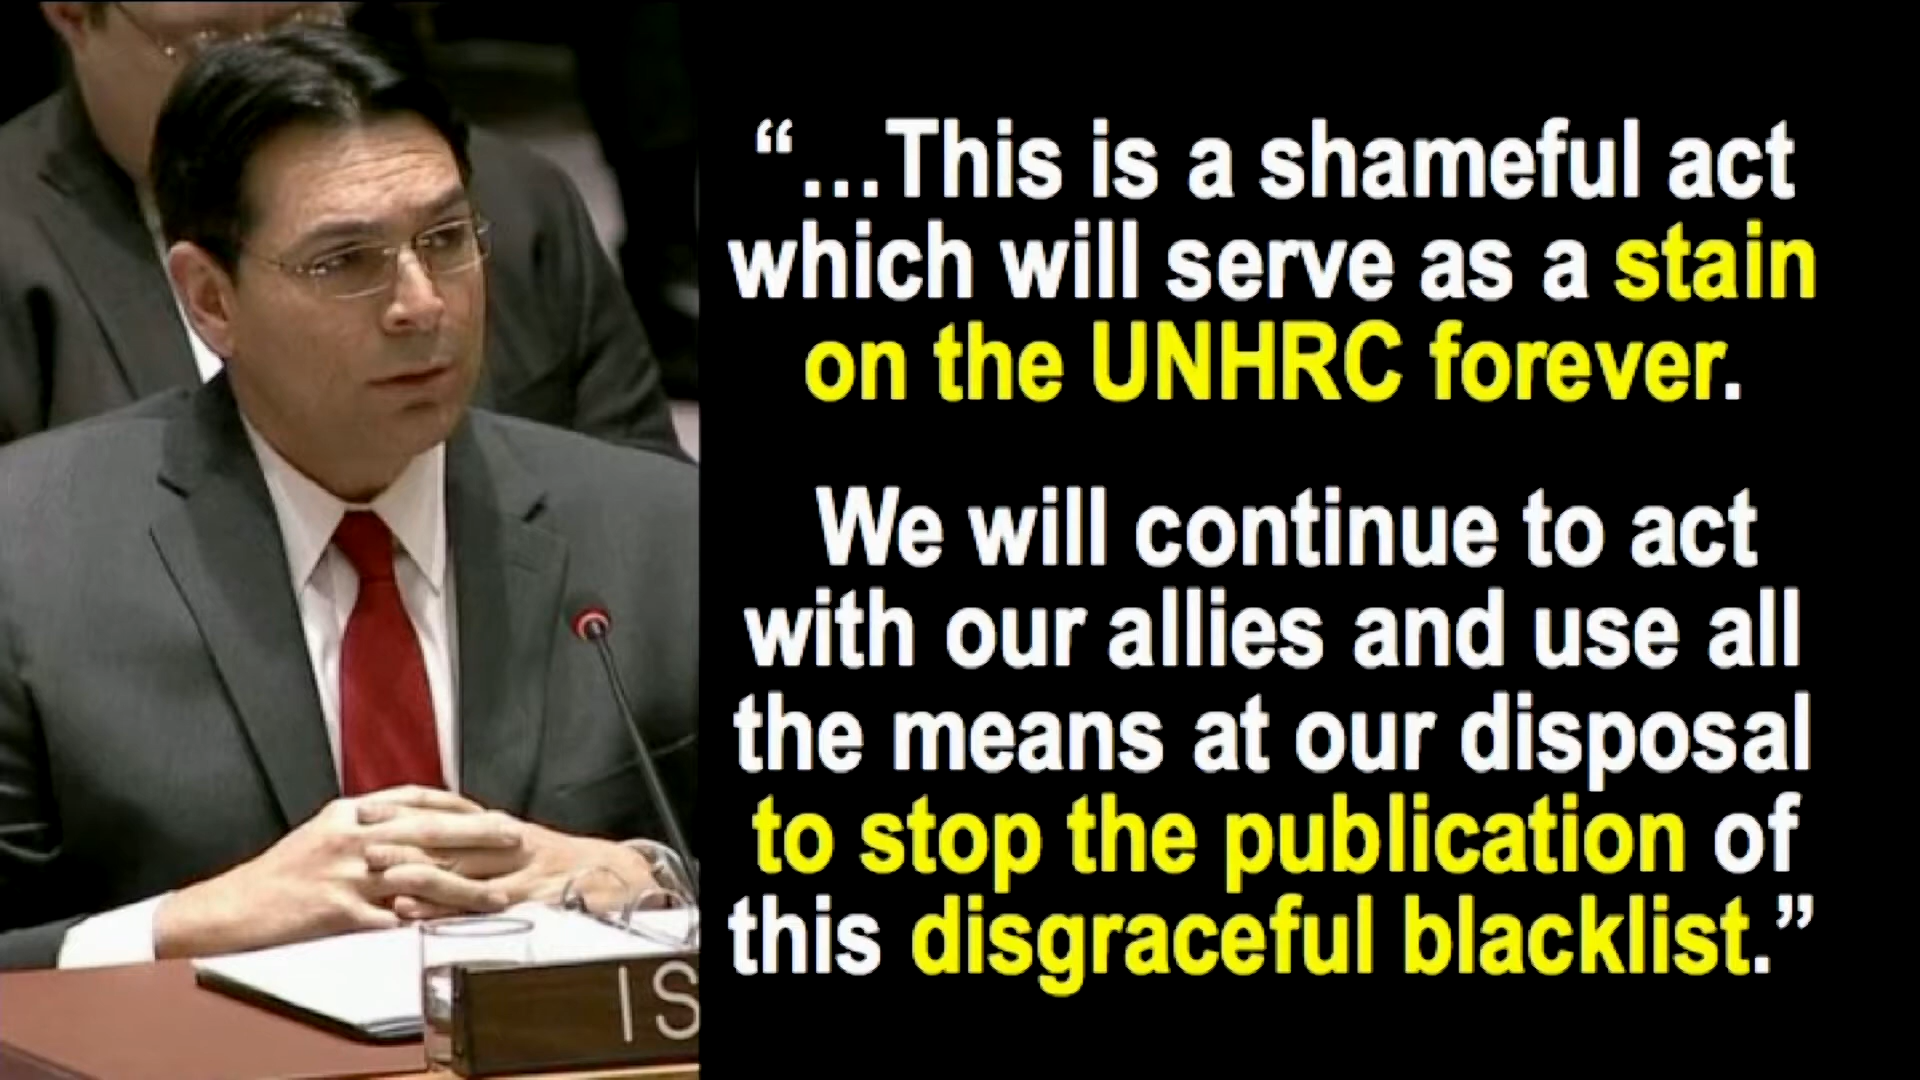 “…This is a shameful act
which will serve as a stain
on the UNHRC forever.
We will continue to act
with our allies and use all
the means at our disposal
to stop the publication of
this disgraceful blacklist.”
IS